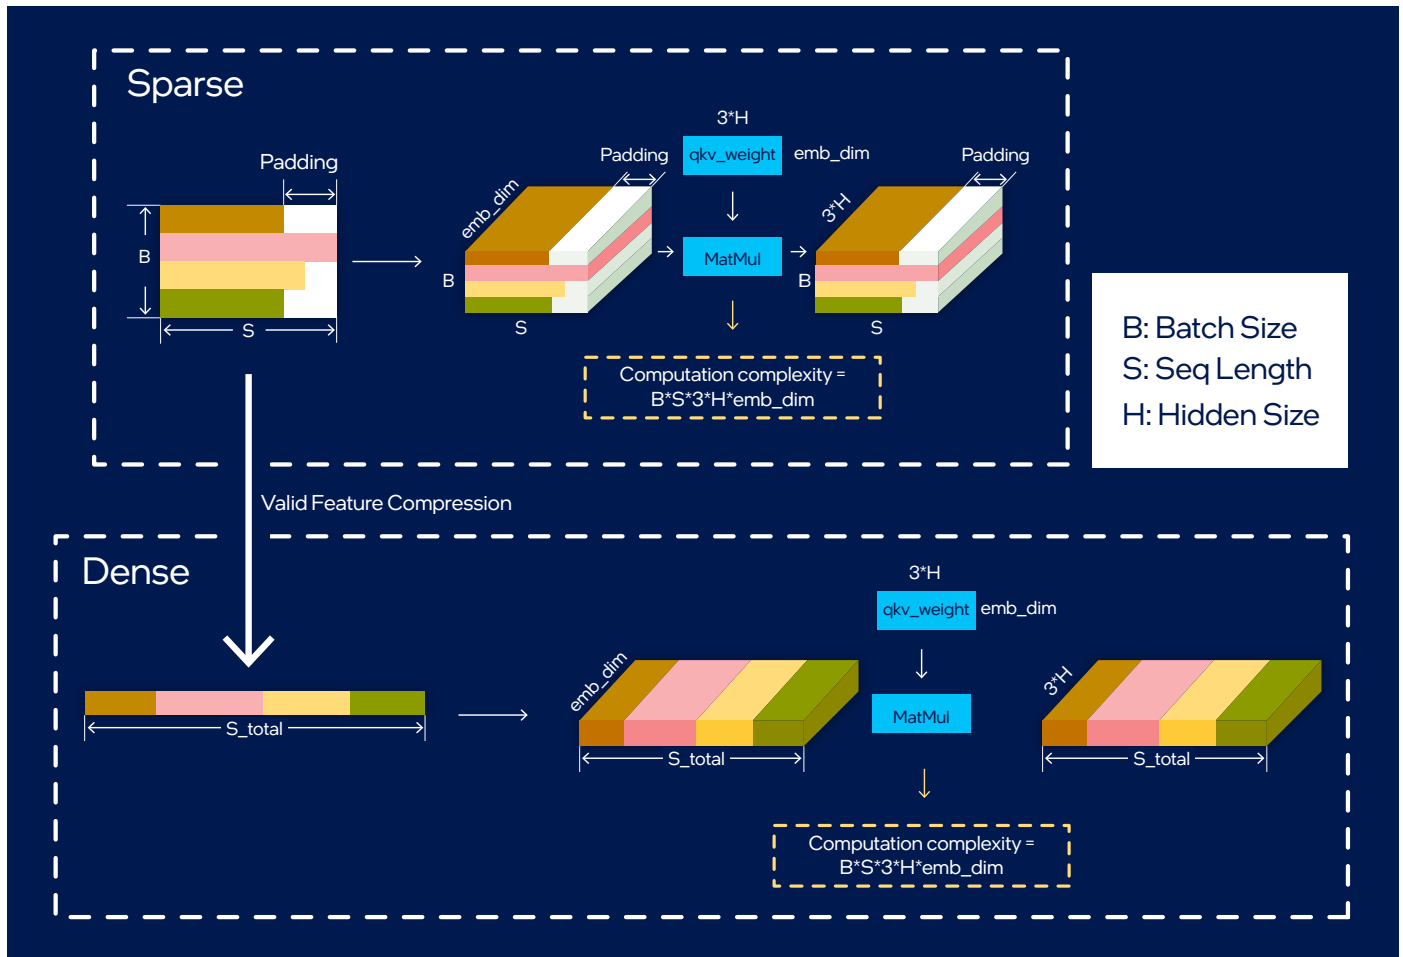 Sparse
Padding
B
S
emb_dim
Padding
B
S
3*H
qkv_weight
emb_dim
MatMul
3*H
Padding
B
S
Computation complexity =
B*S*3*H*emb_dim
B: Batch Size
S: Seq Length
H: Hidden Size
Valid Feature Compression
Dense
S_total
emb_dim
S_total
3*H
qkv_weight
emb_dim
MatMul
3*H
S_total
Computation complexity =
B*S*3*H*emb_dim